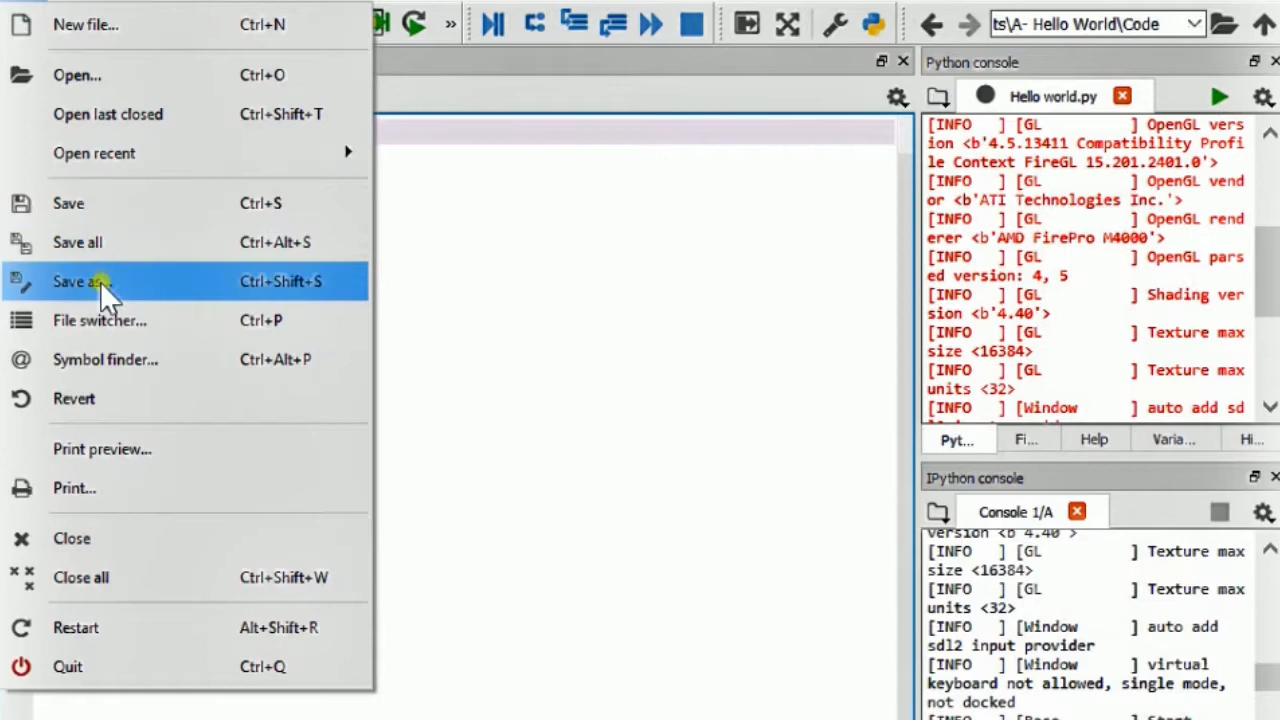 New file... Ctrl+N
Open... Ctrl+O
Open last closed Ctrl+Shift+T
Open recent
Save Ctrl+S
Save all Ctrl+Alt+S
Save as... Ctrl+Shift+S
File switcher... Ctrl+P
Symbol finder... Ctrl+Alt+P
Revert
Print preview...
Print...
Close
Close all Ctrl+Shift+W
Restart Alt+Shift+R
Quit Ctrl+Q
»
ts\A- Hello World\Code
Python console
Hello world.py
[INFO ] [GL ] OpenGL vers
ion <b'4.5.13411 Compatibility Profi
le Context FireGL 15.201.2401.0'>
[INFO ] [GL ] OpenGL vend
or <b'ATI Technologies Inc.'>
[INFO ] [GL ] OpenGL rend
erer <b'AMD FirePro M4000'>
[INFO ] [GL ] OpenGL pars
ed version: 4, 5
[INFO ] [GL ] Shading ver
sion <b'4.40'>
[INFO ] [GL ] Texture max
size <16384>
[INFO ] [GL ] Texture max
units <32>
[INFO ] [Window ] auto add sd
Pyt... Fi... Help Varia... Hi...
IPython console
Console 1/A
version <b'4.40'>
[INFO ] [GL ] Texture max
size <16384>
[INFO ] [GL ] Texture max
units <32>
[INFO ] [Window ] auto add
sdl2 input provider
[INFO ] [Window ] virtual
keyboard not allowed, single mode,
not docked
[INFO ] [Base ] Start